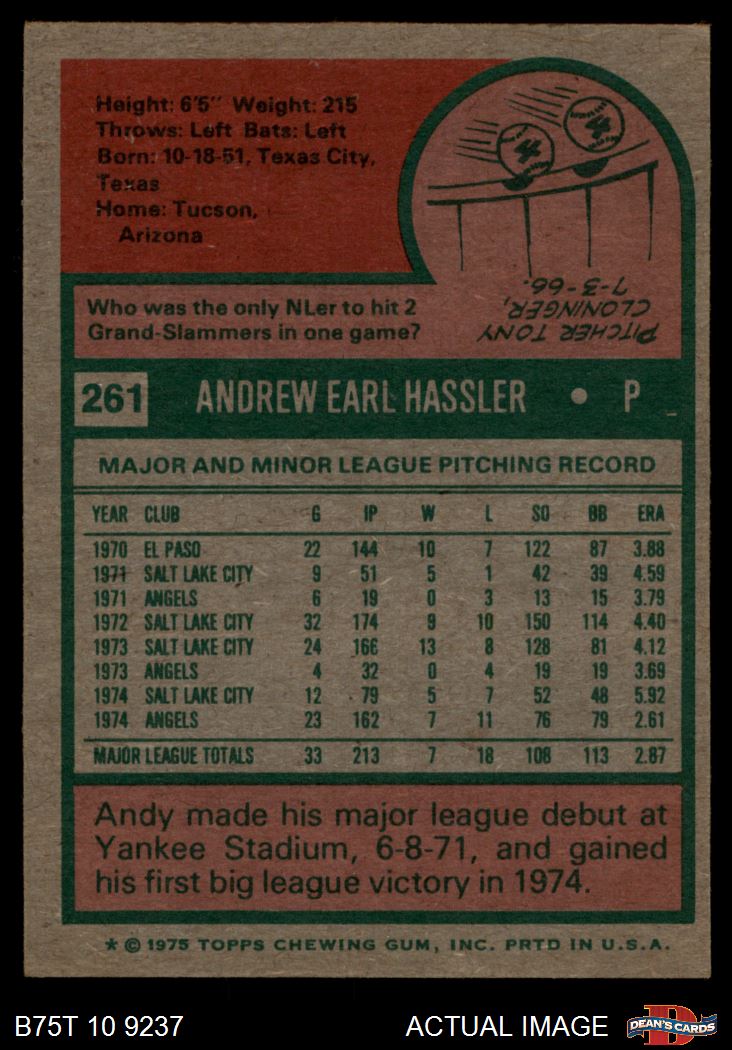 Height: 6'5" Weight: 215
Throws: Left Bats: Left
Born: 10-18-51, Texas City,
Texas
Home: Tucson,
Arizona
Who was the only NLer to hit 2
Grand-Slammers in one game?
PITCHER TONY
CLONINGER,
7-3-66.
261 ANDREW EARL HASSLER • P
MAJOR AND MINOR LEAGUE PITCHING RECORD
YEAR CLUB G IP W L SO BB ERA
1970 EL PASO 22 144 10 7 122 87 3.88
1971 SALT LAKE CITY 9 51 5 1 42 39 4.59
1971 ANGELS 6 19 0 3 13 15 3.79
1972 SALT LAKE CITY 32 174 9 10 150 114 4.40
1973 SALT LAKE CITY 24 166 13 8 128 81 4.12
1973 ANGELS 4 32 0 4 19 19 3.69
1974 SALT LAKE CITY 12 79 5 7 52 48 5.92
1974 ANGELS 23 162 7 11 76 79 2.61
MAJOR LEAGUE TOTALS 33 213 7 18 108 113 2.87
Andy made his major league debut at
Yankee Stadium, 6-8-71, and gained
his first big league victory in 1974.
* © 1975 TOPPS CHEWING GUM, INC. PRTD IN U.S.A.
B75T 10 9237 ACTUAL IMAGE DEAN'S CARDS